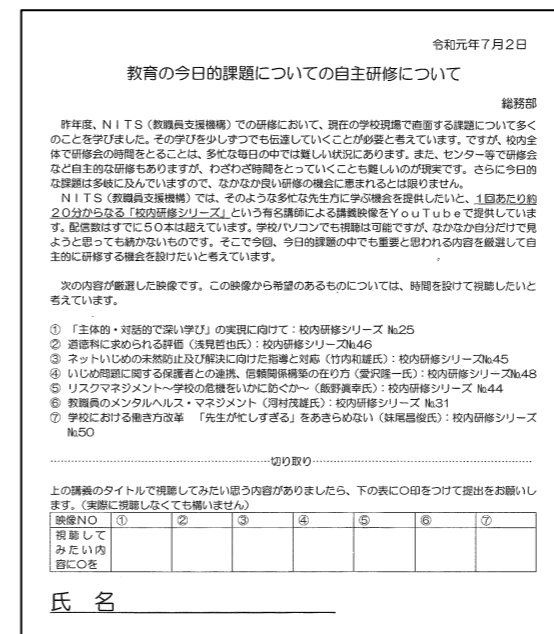 令和元年7月2日
教育の今日的課題についての自主研修について
総務部
昨年度、NITS(教職員支援機構)での研修において、現在の学校現場で直面する課題について多く
のことを学びました。その学びを少しずつでも伝達していくことが必要と考えています。ですが、校内全
体で研修会の時間をとることは、多忙な毎日の中では難しい状況にあります。また、センター等で研修会
など自主的な研修もありますが、わざわざ時間をとっていくことも難しいのが現実です。さらに今日的
な課題は多岐に及んでいますので、なかなか良い研修の機会に恵まれるとは限りません。
NITS(教職員支援機構)では、そのような多忙な先生方に学ぶ機会を提供したいと、1回あたり約
20分からなる「校内研修シリーズ」という有名講師による講義映像をYouTubeで提供していま
す。配信数はすでに50本は超えています。学校パソコンでも視聴は可能ですが、なかなか自分だけで見
ようと思っても続かないものです。そこで今回、今日的課題の中でも重要と思われる内容を厳選して自
主的に研修する機会を設けたいと考えています。
次の内容が厳選した映像です。この映像から希望のあるものについては、時間を設けて視聴したいと
考えています。
① 「主体的・対話的で深い学び」の実現に向けて:校内研修シリーズ №25
② 道徳科に求められる評価(浅見哲也氏):校内研修シリーズ№46
③ ネットいじめの未然防止及び解決に向けた指導と対応(竹内和雄氏):校内研修シリーズ№45
④ いじめ問題に関する保護者との連携、信頼関係構築の在り方(愛沢隆一氏):校内研修シリーズ№48
⑤ リスクマネジメント~学校の危機をいかに防ぐか~(飯野眞幸氏):校内研修シリーズ №44
⑥ 教職員のメンタルヘルス・マネジメント(河村茂雄氏):校内研修シリーズ №31
⑦ 学校における働き方改革 「先生が忙しすぎる」をあきらめない(妹尾昌俊氏):校内研修シリーズ
№50
切り取り
上の講義のタイトルで視聴してみたい思う内容がありましたら、下の表に○印をつけて提出をお願いし
ます。(実際に視聴しなくても構いません)
映像NO ① ② ③ ④ ⑤ ⑥ ⑦
視聴して
みたい内
容に○を
氏 名